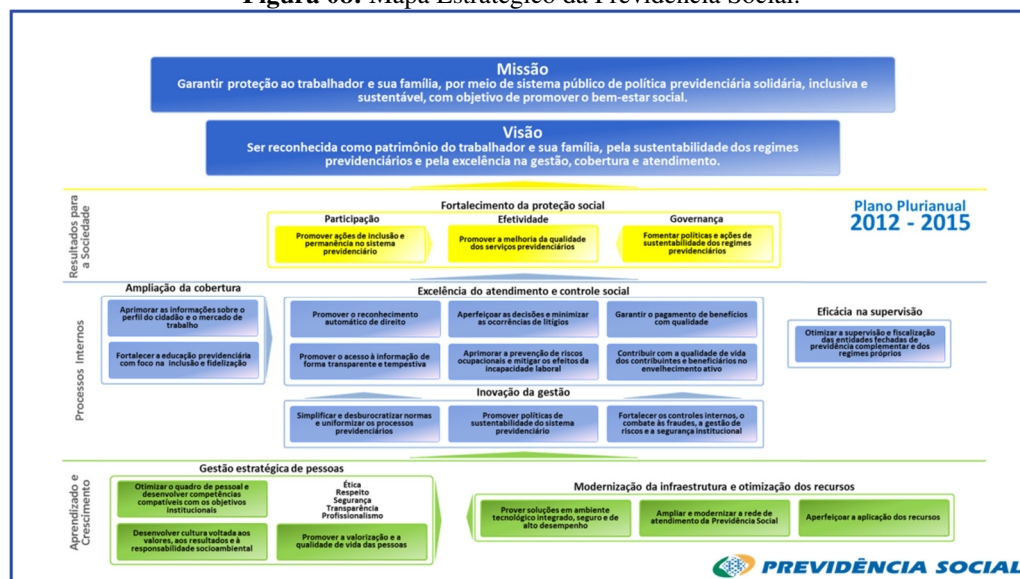 Figura 08: Mapa Estratégico da Previdência Social.
Missão
Garantir proteção ao trabalhador e sua família, por meio de sistema público de política previdenciária solidária, inclusiva e
sustentável, com objetivo de promover o bem-estar social.
Visão
Ser reconhecida como patrimônio do trabalhador e sua família, pela sustentabilidade dos regimes
previdenciários e pela excelência na gestão, cobertura e atendimento.
Resultados para
a Sociedade
Fortalecimento da proteção social
Participação
Promover ações de inclusão e
permanência no sistema
previdenciário
Efetividade
Promover a melhoria da qualidade
dos serviços previdenciários
Governança
Fomentar políticas e ações de
sustentabilidade dos regimes
previdenciários
Plano Plurianual
2012 - 2015
Processos Internos
Ampliação da cobertura
Aprimorar as informações sobre o
perfil do cidadão e o mercado de
trabalho
Fortalecer a educação previdenciária
com foco na inclusão e fidelização
Excelência do atendimento e controle social
Promover o reconhecimento
automático de direito
Aperfeiçoar as decisões e minimizar
as ocorrências de litígios
Garantir o pagamento de benefícios
com qualidade
Promover o acesso à informação de
forma transparente e tempestiva
Aprimorar a prevenção de riscos
ocupacionais e mitigar os efeitos da
incapacidade laboral
Contribuir com a qualidade de vida
dos contribuintes e beneficiários no
envelhecimento ativo
Eficácia na supervisão
Otimizar a supervisão e fiscalização
das entidades fechadas de
previdência complementar e dos
regimes próprios
Inovação da gestão
Simplificar e desburocratizar normas
e uniformizar os processos
previdenciários
Promover políticas de
sustentabilidade do sistema
previdenciário
Fortalecer os controles internos, o
combate às fraudes, a gestão de
riscos e a segurança institucional
Aprendizado e
Crescimento
Gestão estratégica de pessoas
Otimizar o quadro de pessoal e
desenvolver competências
compatíveis com os objetivos
institucionais
Ética
Respeito
Segurança
Transparência
Profissionalismo
Desenvolver cultura voltada aos
valores, aos resultados e à
responsabilidade socioambiental
Promover a valorização e a
qualidade de vida das pessoas
Modernização da infraestrutura e otimização dos recursos
Prover soluções em ambiente
tecnológico integrado, seguro e de
alto desempenho
Ampliar e modernizar a rede de
atendimento da Previdência Social
Aperfeiçoar a aplicação dos recursos
PREVIDÊNCIA SOCIAL